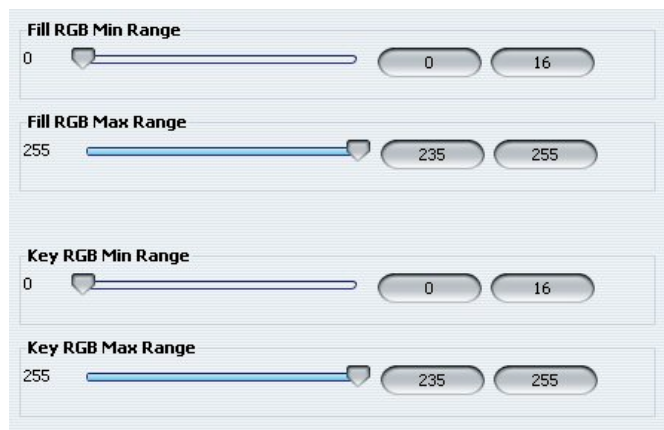 Fill RGB Min Range
0 0 16
Fill RGB Max Range
255 235 255
Key RGB Min Range
0 0 16
Key RGB Max Range
255 235 255